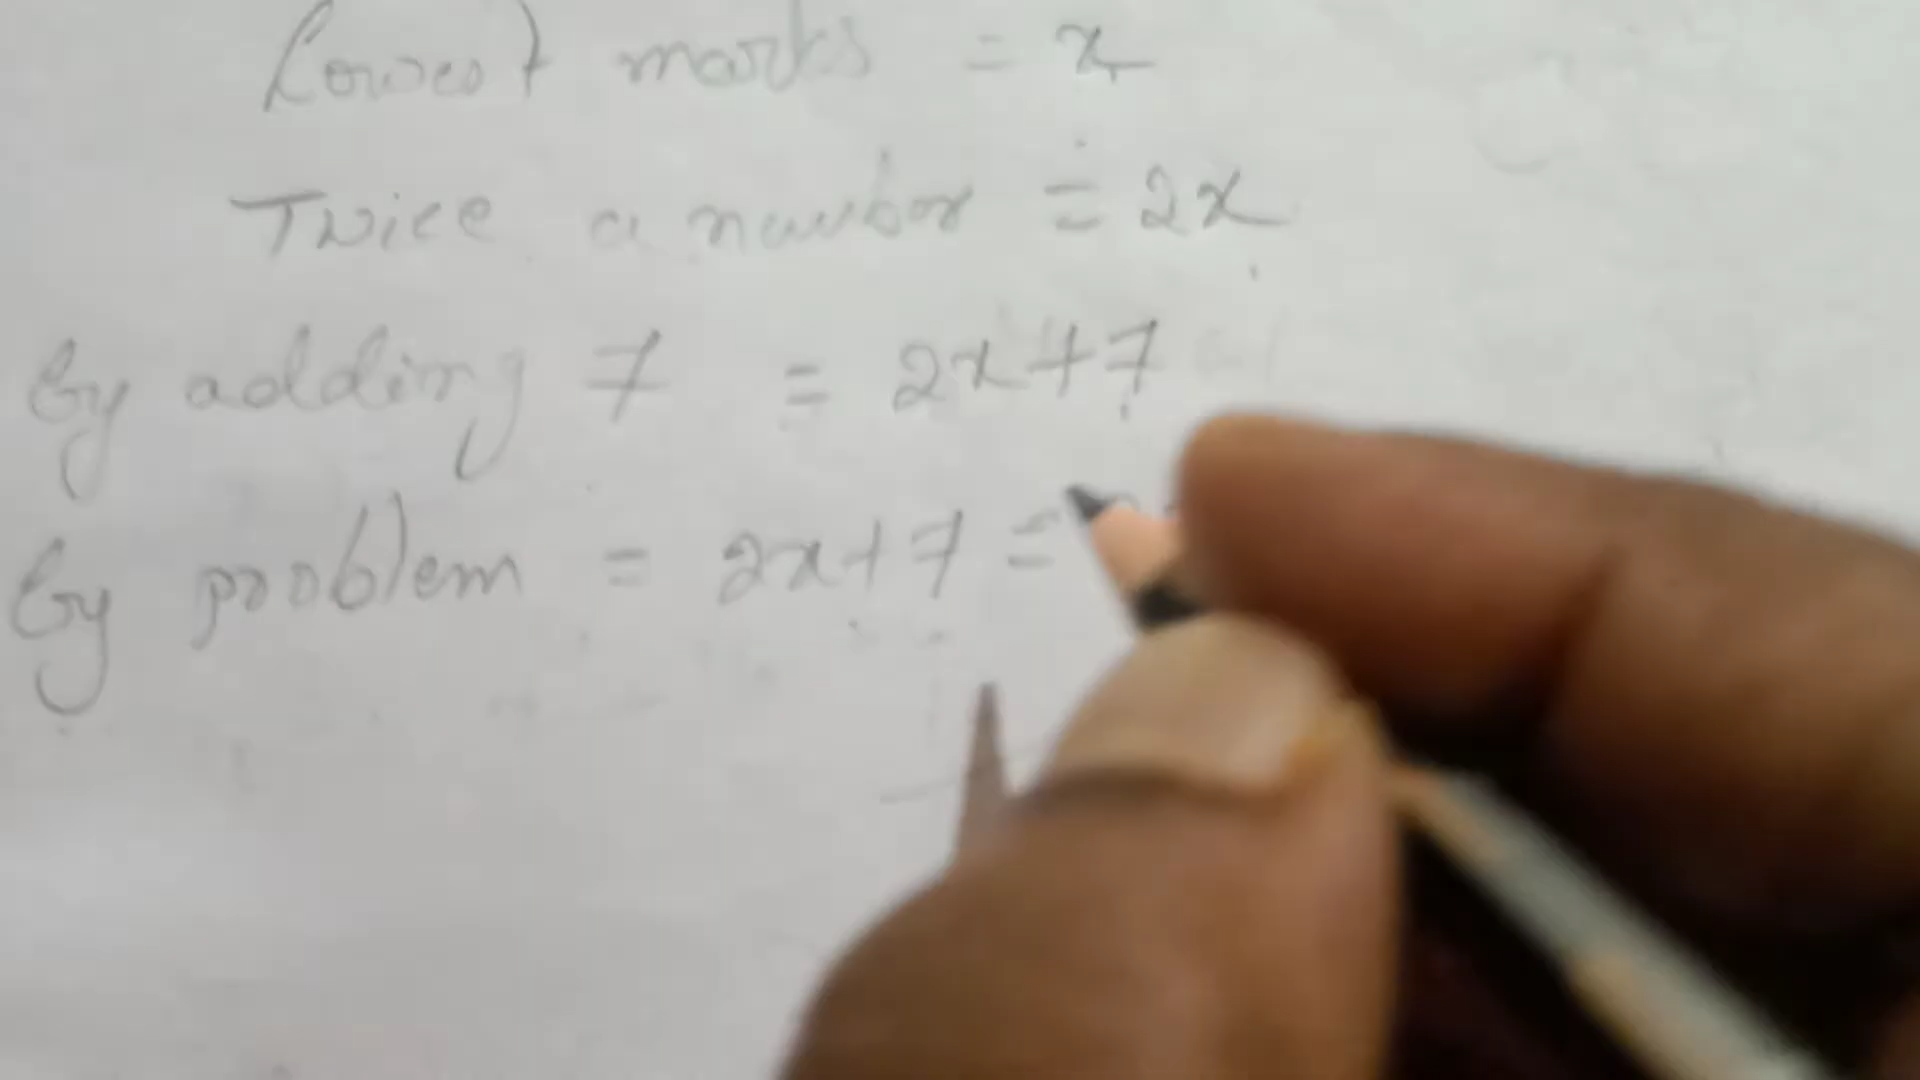 Lowest marks = x
Twice a number = 2x
by adding 7 = 2x+7
by problem = 2x+7 =